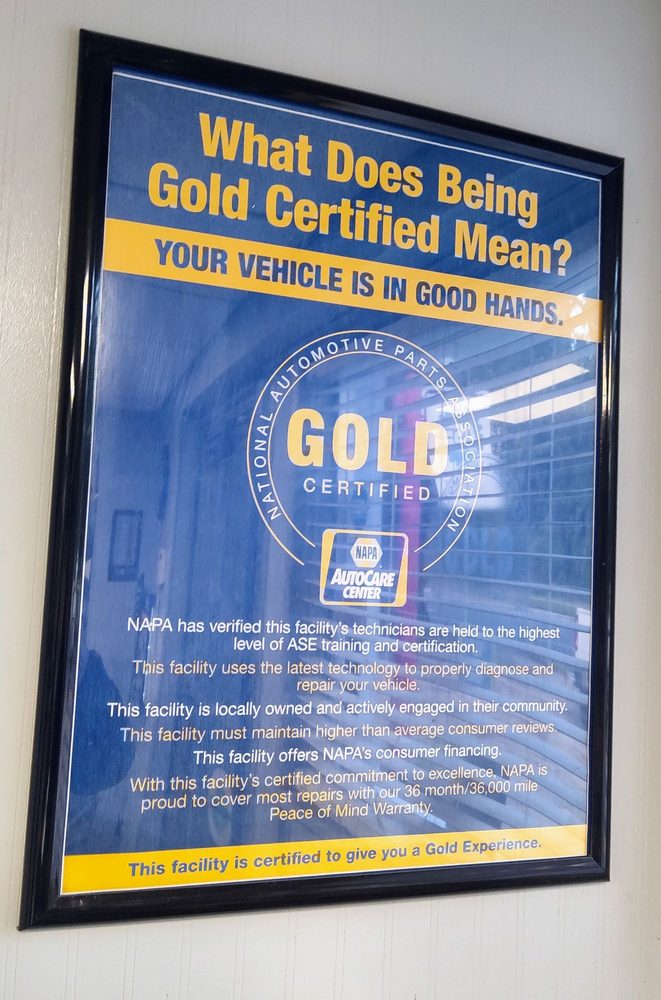 What Does Being
Gold Certified Mean?
YOUR VEHICLE IS IN GOOD HANDS.
NATIONAL AUTOMOTIVE PARTS ASSOCIATION
GOLD
CERTIFIED
NAPA
AUTOCARE
CENTER
NAPA has verified this facility's technicians are held to the highest
level of ASE training and certification.
This facility uses the latest technology to properly diagnose and
repair your vehicle.
This facility is locally owned and actively engaged in their community.
This facility must maintain higher than average consumer reviews.
This facility offers NAPA's consumer financing.
With this facility's certified commitment to excellence, NAPA is
proud to cover most repairs with our 36 month/36,000 mile
Peace of Mind Warranty.
This facility is certified to give you a Gold Experience.